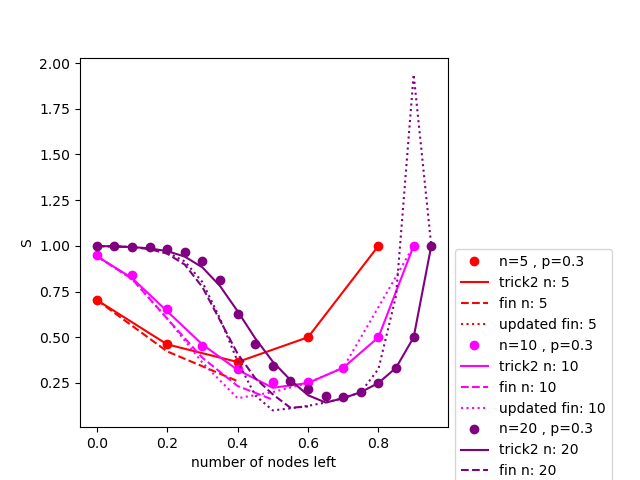 2.00
1.75
1.50
1.25
1.00
0.75
0.50
0.25
S
0.0 0.2 0.4 0.6 0.8
number of nodes left
n=5 , p=0.3
trick2 n: 5
fin n: 5
updated fin: 5
n=10 , p=0.3
trick2 n: 10
fin n: 10
updated fin: 10
n=20 , p=0.3
trick2 n: 20
fin n: 20